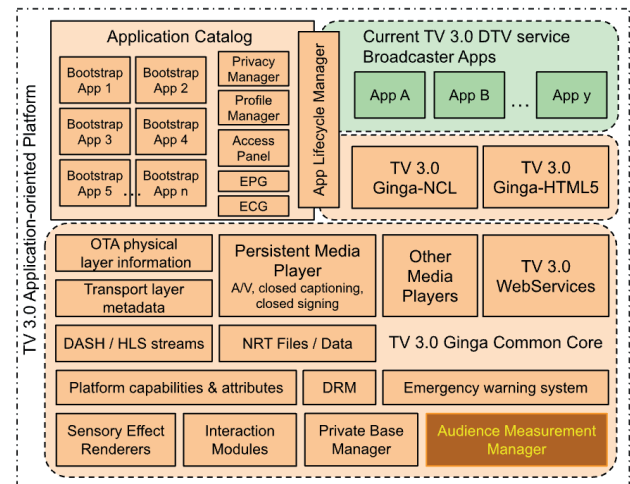 TV 3.0 Application-oriented Platform
Application Catalog
Bootstrap
App 1
Bootstrap
App 2
Bootstrap
App 3
Bootstrap
App 4
Bootstrap
App 5
...
Bootstrap
App n
Privacy
Manager
Profile
Manager
Access
Panel
EPG
ECG
App Lifecycle Manager
Current TV 3.0 DTV service
Broadcaster Apps
App A
App B
...
App y
TV 3.0
Ginga-NCL
TV 3.0
Ginga-HTML5
OTA physical
layer information
Transport layer
metadata
Persistent Media
Player
A/V, closed captioning,
closed signing
Other
Media
Players
TV 3.0
WebServices
DASH / HLS streams
NRT Files / Data
TV 3.0 Ginga Common Core
Platform capabilities & attributes
DRM
Emergency warning system
Sensory Effect
Renderers
Interaction
Modules
Private Base
Manager
Audience Measurement
Manager